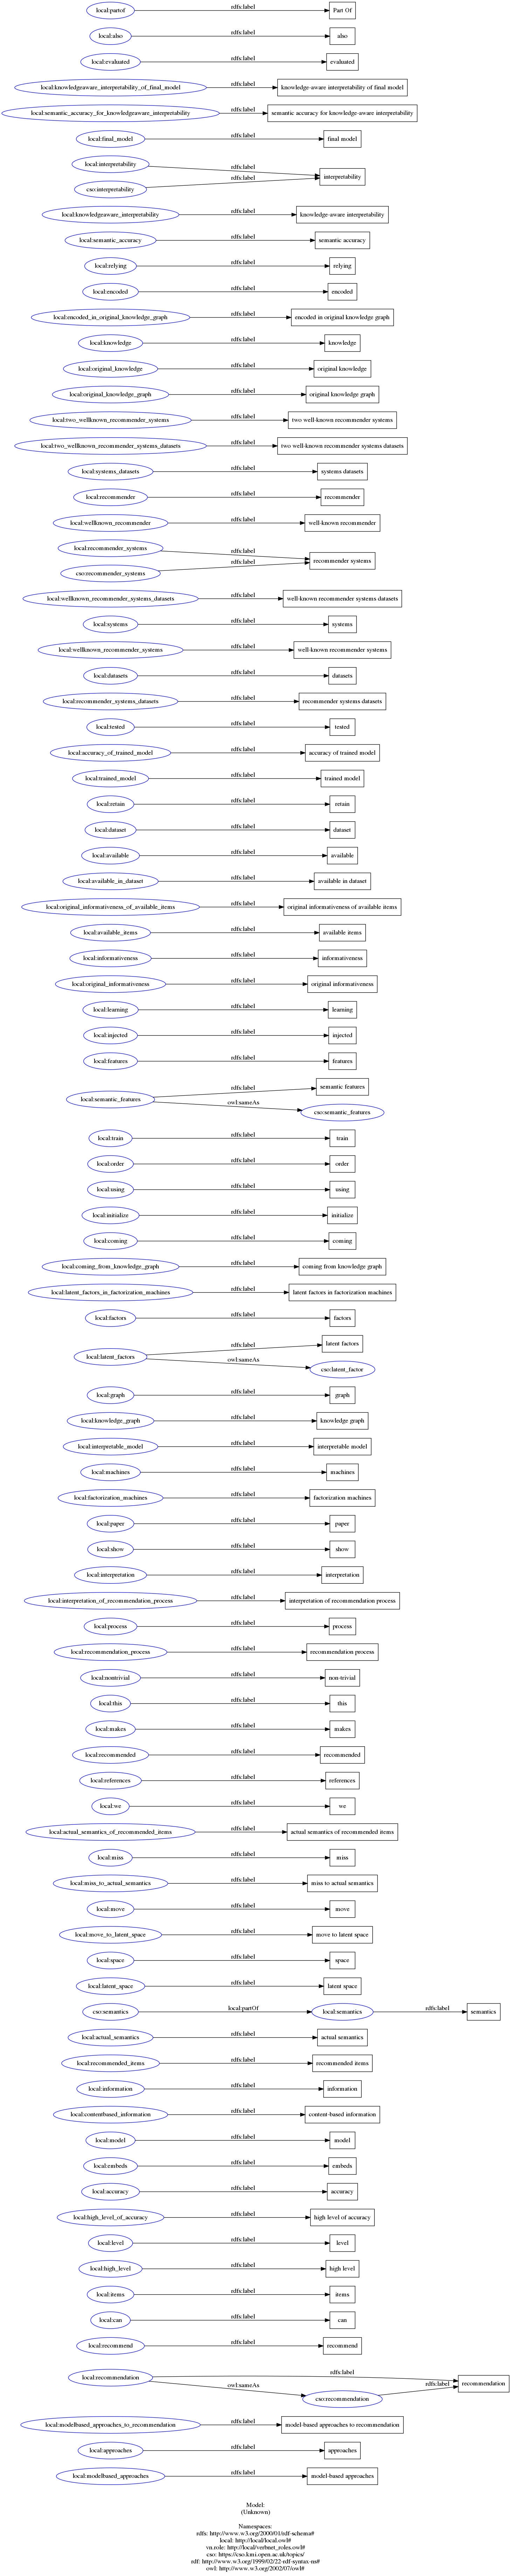 local:partof rdfs:label Part Of
local:also rdfs:label also
local:evaluated rdfs:label evaluated
local:knowledgeaware_interpretability_of_final_model rdfs:label knowledge-aware interpretability of final model
local:semantic_accuracy_for_knowledgeaware_interpretability rdfs:label semantic accuracy for knowledge-aware interpretability
local:final_model rdfs:label final model
local:interpretability rdfs:label interpretability
cso:interpretability rdfs:label
local:knowledgeaware_interpretability rdfs:label knowledge-aware interpretability
local:semantic_accuracy rdfs:label semantic accuracy
local:relying rdfs:label relying
local:encoded rdfs:label encoded
local:encoded_in_original_knowledge_graph rdfs:label encoded in original knowledge graph
local:knowledge rdfs:label knowledge
local:original_knowledge rdfs:label original knowledge
local:original_knowledge_graph rdfs:label original knowledge graph
local:two_wellknown_recommender_systems rdfs:label two well-known recommender systems
local:two_wellknown_recommender_systems_datasets rdfs:label two well-known recommender systems datasets
local:systems_datasets rdfs:label systems datasets
local:recommender rdfs:label recommender
local:wellknown_recommender rdfs:label well-known recommender
local:recommender_systems rdfs:label recommender systems
cso:recommender_systems rdfs:label
local:wellknown_recommender_systems_datasets rdfs:label well-known recommender systems datasets
local:systems rdfs:label systems
local:wellknown_recommender_systems rdfs:label well-known recommender systems
local:datasets rdfs:label datasets
local:recommender_systems_datasets rdfs:label recommender systems datasets
local:tested rdfs:label tested
local:accuracy_of_trained_model rdfs:label accuracy of trained model
local:trained_model rdfs:label trained model
local:retain rdfs:label retain
local:dataset rdfs:label dataset
local:available rdfs:label available
local:available_in_dataset rdfs:label available in dataset
local:original_informativeness_of_available_items rdfs:label original informativeness of available items
local:available_items rdfs:label available items
local:informativeness rdfs:label informativeness
local:original_informativeness rdfs:label original informativeness
local:learning rdfs:label learning
local:injected rdfs:label injected
local:features rdfs:label features
local:semantic_features rdfs:label semantic features
owl:sameAs cso:semantic_features
local:train rdfs:label train
local:order rdfs:label order
local:using rdfs:label using
local:initialize rdfs:label initialize
local:coming rdfs:label coming
local:coming_from_knowledge_graph rdfs:label coming from knowledge graph
local:latent_factors_in_factorization_machines rdfs:label latent factors in factorization machines
local:factors rdfs:label factors
local:latent_factors rdfs:label latent factors
owl:sameAs cso:latent_factor
local:graph rdfs:label graph
local:knowledge_graph rdfs:label knowledge graph
local:interpretable_model rdfs:label interpretable model
local:machines rdfs:label machines
local:factorization_machines rdfs:label factorization machines
local:paper rdfs:label paper
local:show rdfs:label show
local:interpretation rdfs:label interpretation
local:interpretation_of_recommendation_process rdfs:label interpretation of recommendation process
local:process rdfs:label process
local:recommendation_process rdfs:label recommendation process
local:nontrivial rdfs:label non-trivial
local:this rdfs:label this
local:makes rdfs:label makes
local:recommended rdfs:label recommended
local:references rdfs:label references
local:we rdfs:label we
local:actual_semantics_of_recommended_items rdfs:label actual semantics of recommended items
local:miss rdfs:label miss
local:miss_to_actual_semantics rdfs:label miss to actual semantics
local:move rdfs:label move
local:move_to_latent_space rdfs:label move to latent space
local:space rdfs:label space
local:latent_space rdfs:label latent space
cso:semantics local:partOf local:semantics rdfs:label semantics
local:actual_semantics rdfs:label actual semantics
local:recommended_items rdfs:label recommended items
local:information rdfs:label information
local:contentbased_information rdfs:label content-based information
local:model rdfs:label model
local:embeds rdfs:label embeds
local:accuracy rdfs:label accuracy
local:high_level_of_accuracy rdfs:label high level of accuracy
local:level rdfs:label level
local:high_level rdfs:label high level
local:items rdfs:label items
local:can rdfs:label can
local:recommend rdfs:label recommend
local:recommendation rdfs:label recommendation
owl:sameAs cso:recommendation rdfs:label
local:modelbased_approaches_to_recommendation rdfs:label model-based approaches to recommendation
local:approaches rdfs:label approaches
local:modelbased_approaches rdfs:label model-based approaches
Model:
(Unknown)
Namespaces:
rdfs: http://www.w3.org/2000/01/rdf-schema#
local: http://local/local.owl#
vn.role: http://local/verbnet_roles.owl#
cso: https://cso.kmi.open.ac.uk/topics/
rdf: http://www.w3.org/1999/02/22-rdf-syntax-ns#
owl: http://www.w3.org/2002/07/owl#